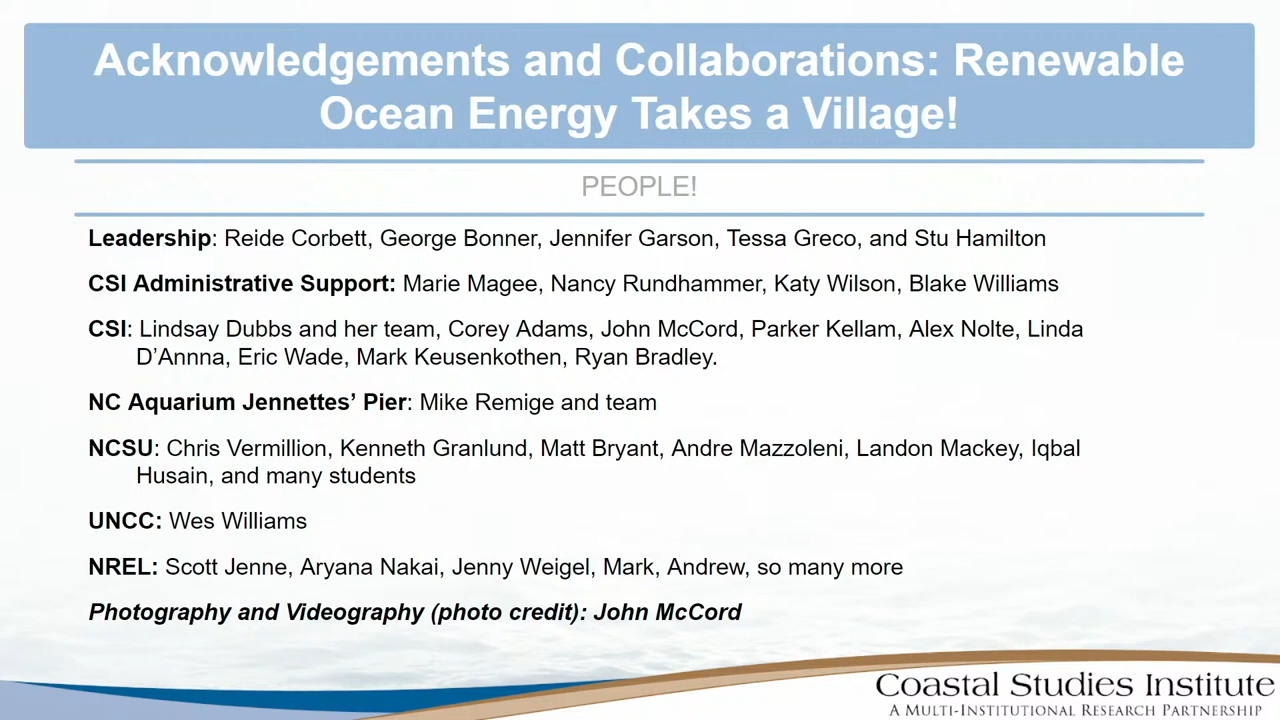 Acknowledgements and Collaborations: Renewable
Ocean Energy Takes a Village!
PEOPLE!
Leadership: Reide Corbett, George Bonner, Jennifer Garson, Tessa Greco, and Stu Hamilton
CSI Administrative Support: Marie Magee, Nancy Rundhammer, Katy Wilson, Blake Williams
CSI: Lindsay Dubbs and her team, Corey Adams, John McCord, Parker Kellam, Alex Nolte, Linda
D’Annna, Eric Wade, Mark Keusenkothen, Ryan Bradley.
NC Aquarium Jennettes’ Pier: Mike Remige and team
NCSU: Chris Vermillion, Kenneth Granlund, Matt Bryant, Andre Mazzoleni, Landon Mackey, Iqbal
Husain, and many students
UNCC: Wes Williams
NREL: Scott Jenne, Aryana Nakai, Jenny Weigel, Mark, Andrew, so many more
Photography and Videography (photo credit): John McCord
Coastal Studies Institute
A Multi-Institutional Research Partnership